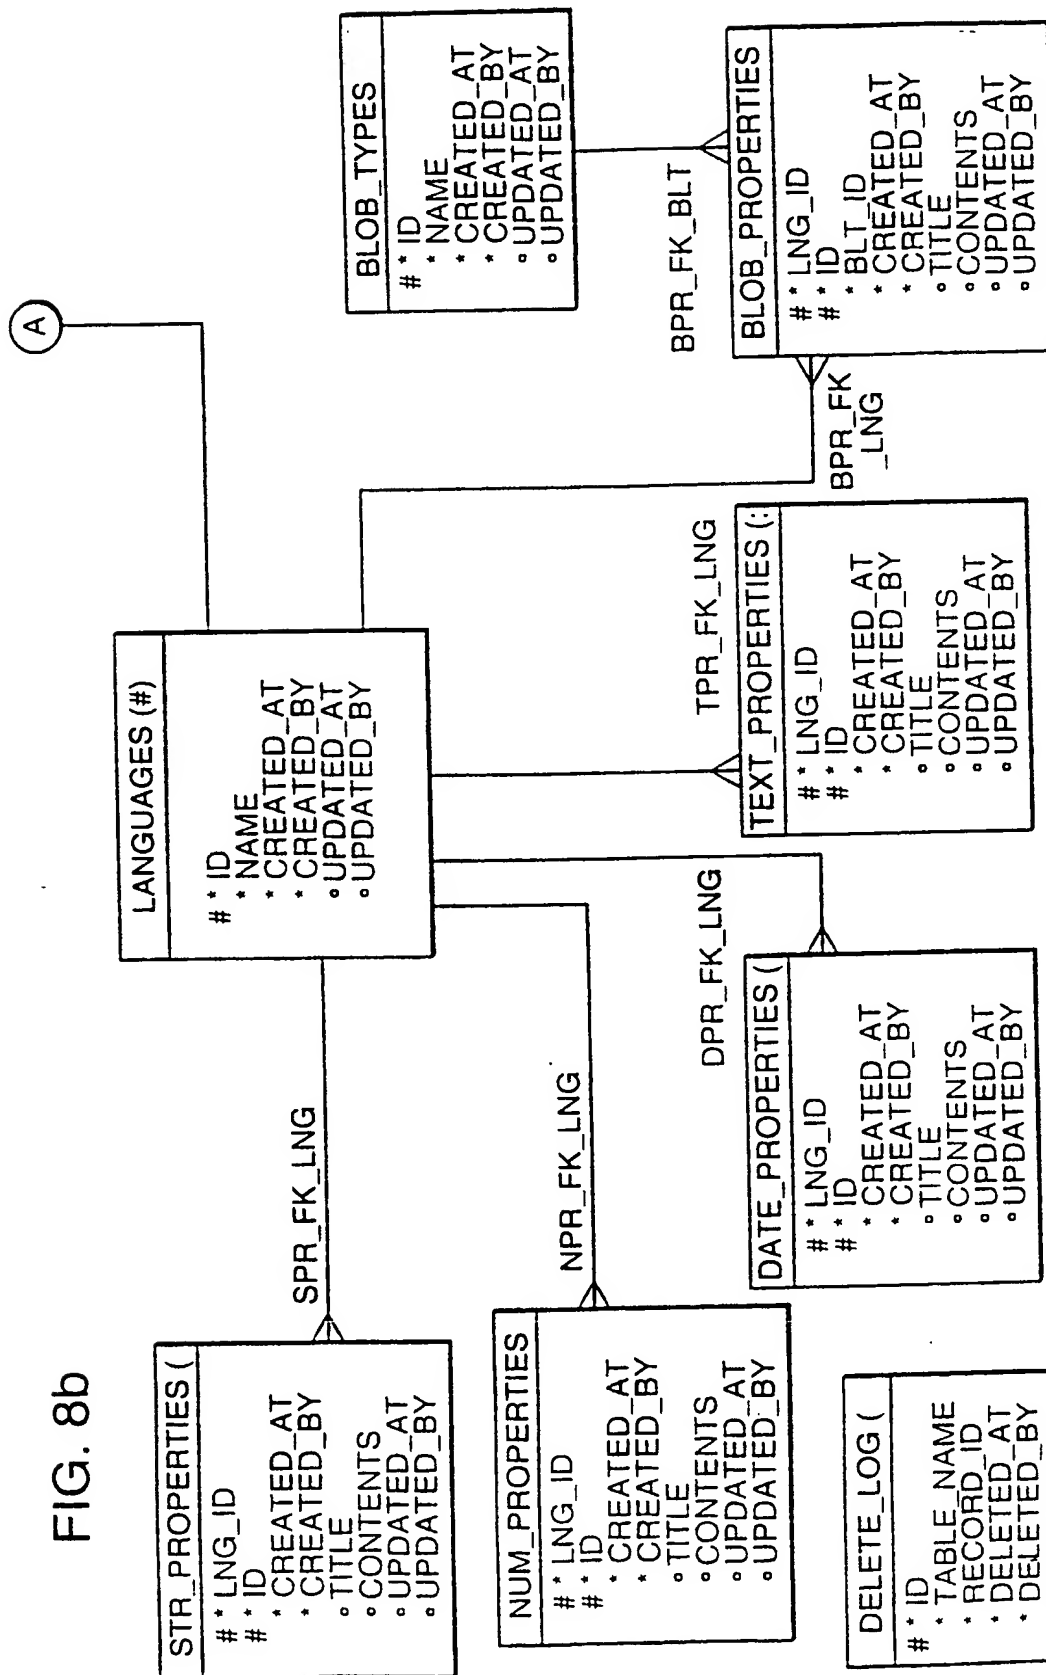 FIG. 8b
A
LANGUAGES (#)
# * ID
* NAME
* CREATED_AT
* CREATED_BY
∘ UPDATED_AT
∘ UPDATED_BY
BLOB_TYPES
# * ID
* NAME
* CREATED_AT
* CREATED_BY
∘ UPDATED_AT
∘ UPDATED_BY
SPR_FK_LNG
STR_PROPERTIES (
# * LNG_ID
# * ID
* CREATED_AT
* CREATED_BY
∘ TITLE
∘ CONTENTS
∘ UPDATED_AT
∘ UPDATED_BY
NPR_FK_LNG
NUM_PROPERTIES
# * LNG_ID
# * ID
* CREATED_AT
* CREATED_BY
∘ TITLE
∘ CONTENTS
∘ UPDATED_AT
∘ UPDATED_BY
DPR_FK_LNG
DATE_PROPERTIES (
# * LNG_ID
# * ID
* CREATED_AT
* CREATED_BY
∘ TITLE
∘ CONTENTS
∘ UPDATED_AT
∘ UPDATED_BY
TPR_FK_LNG
TEXT_PROPERTIES (:
# * LNG_ID
# * ID
* CREATED_AT
* CREATED_BY
∘ TITLE
∘ CONTENTS
∘ UPDATED_AT
∘ UPDATED_BY
BPR_FK
_LNG
BPR_FK_BLT
BLOB_PROPERTIES
# * LNG_ID
# * ID
* BLT_ID
* CREATED_AT
* CREATED_BY
∘ TITLE
∘ CONTENTS
∘ UPDATED_AT
∘ UPDATED_BY
DELETE_LOG (
# * ID
* TABLE_NAME
* RECORD_ID
* DELETED_AT
* DELETED_BY